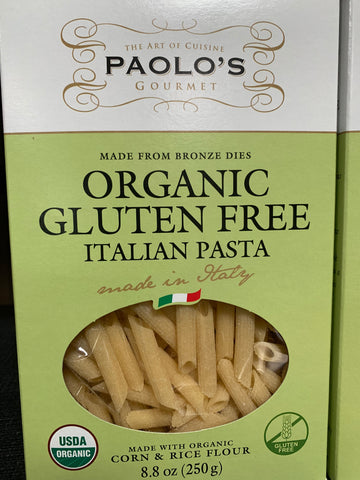 THE ART OF CUISINE
PAOLO'S
GOURMET
MADE FROM BRONZE DIES
ORGANIC
GLUTEN FREE
ITALIAN PASTA
made in Italy
USDA
ORGANIC
MADE WITH ORGANIC
CORN & RICE FLOUR
8.8 oz (250g)
GLUTEN
FREE